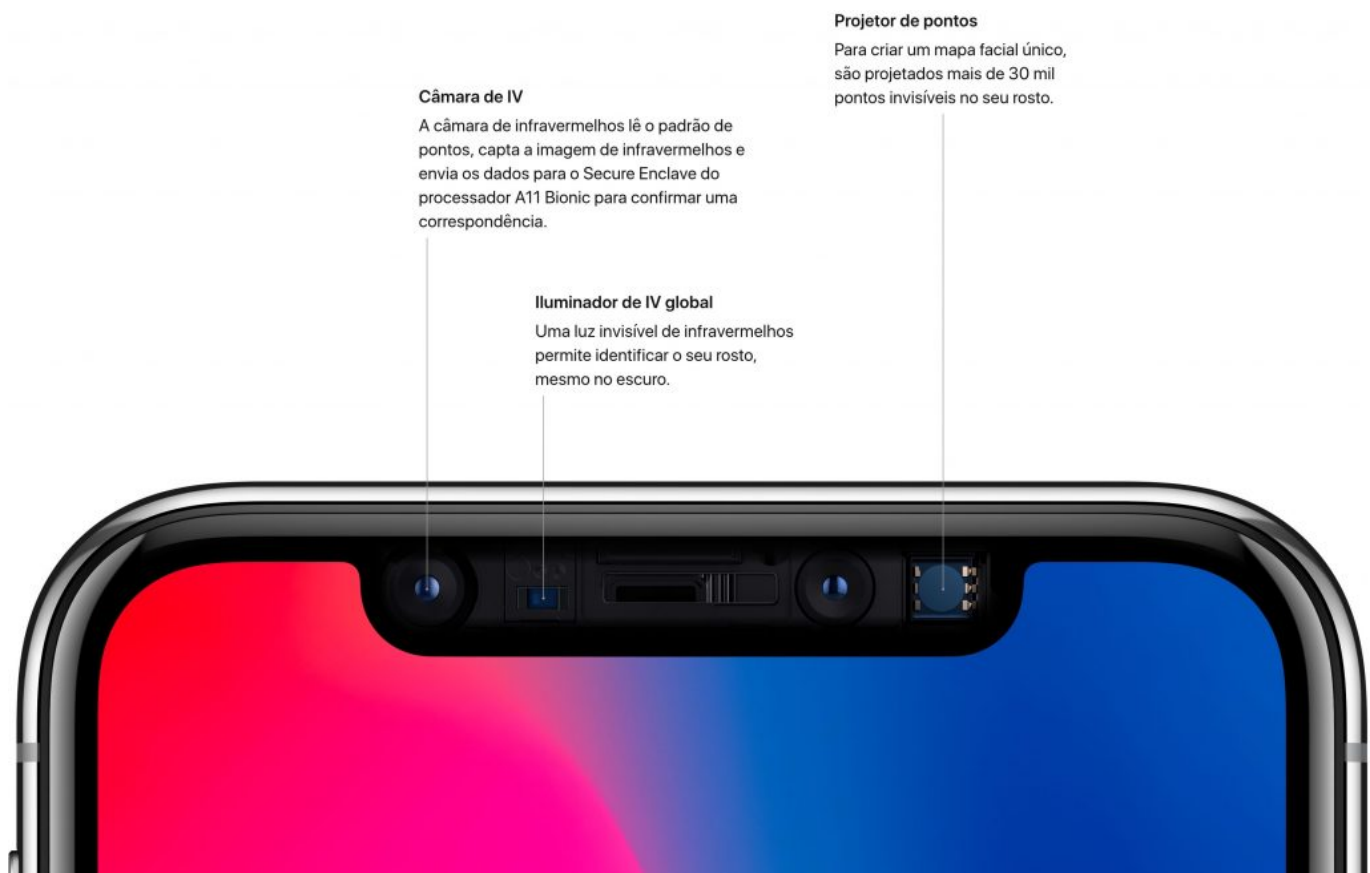 Projetor de pontos
Para criar um mapa facial único,
são projetados mais de 30 mil
pontos invisíveis no seu rosto.
Câmara de IV
A câmara de infravermelhos lê o padrão de
pontos, capta a imagem de infravermelhos e
envia os dados para o Secure Enclave do
processador A11 Bionic para confirmar uma
correspondência.
Iluminador de IV global
Uma luz invisível de infravermelhos
permite identificar o seu rosto,
mesmo no escuro.